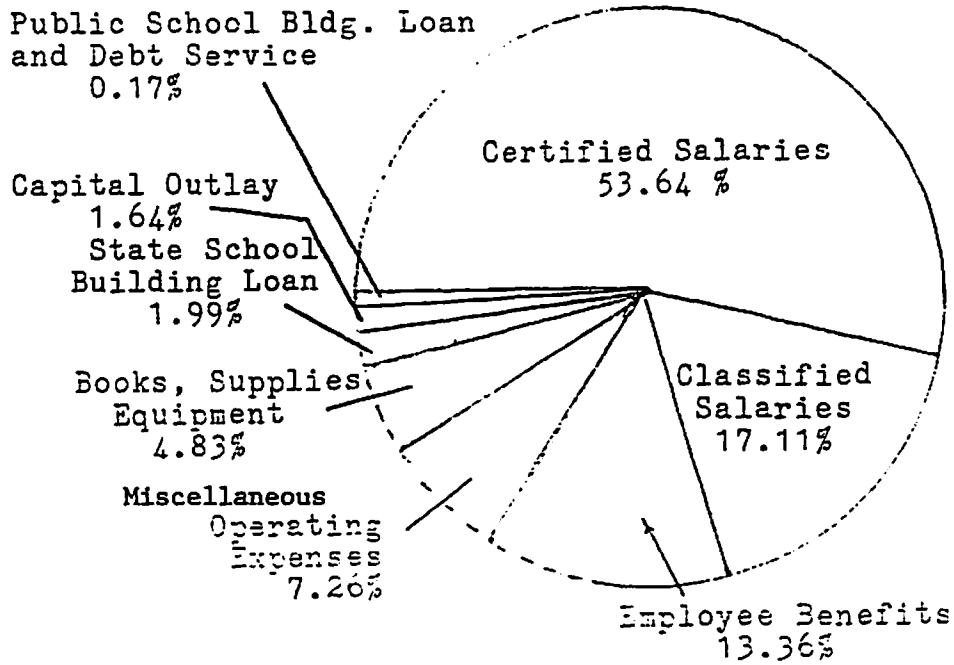 Public School Bldg. Loan
and Debt Service
0.17%
Certified Salaries
53.64 %
Capital Outlay
1.64%
State School
Building Loan
1.99%
Books, Supplies
Equipment
4.83%
Classified
Salaries
17.11%
Miscellaneous
Operating
Expenses
7.26%
Employee Benefits
13.36%